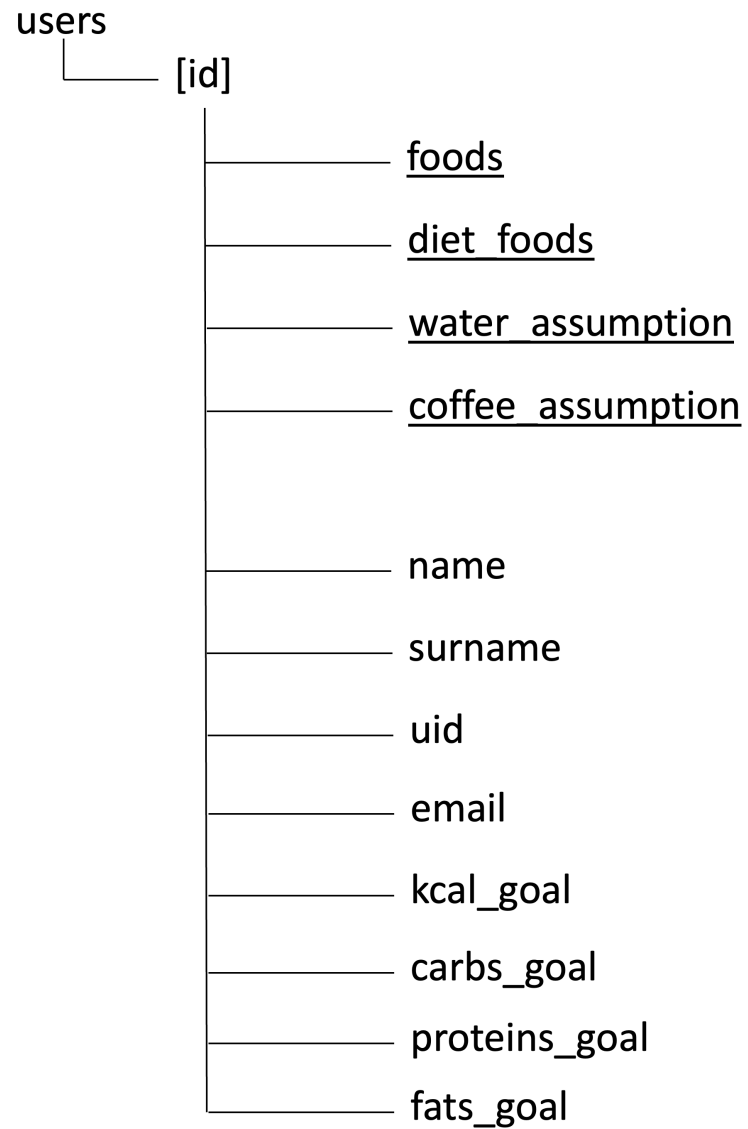 users
[id]
foods
diet_foods
water_assumption
coffee_assumption
name
surname
uid
email
kcal_goal
carbs_goal
proteins_goal
fats_goal